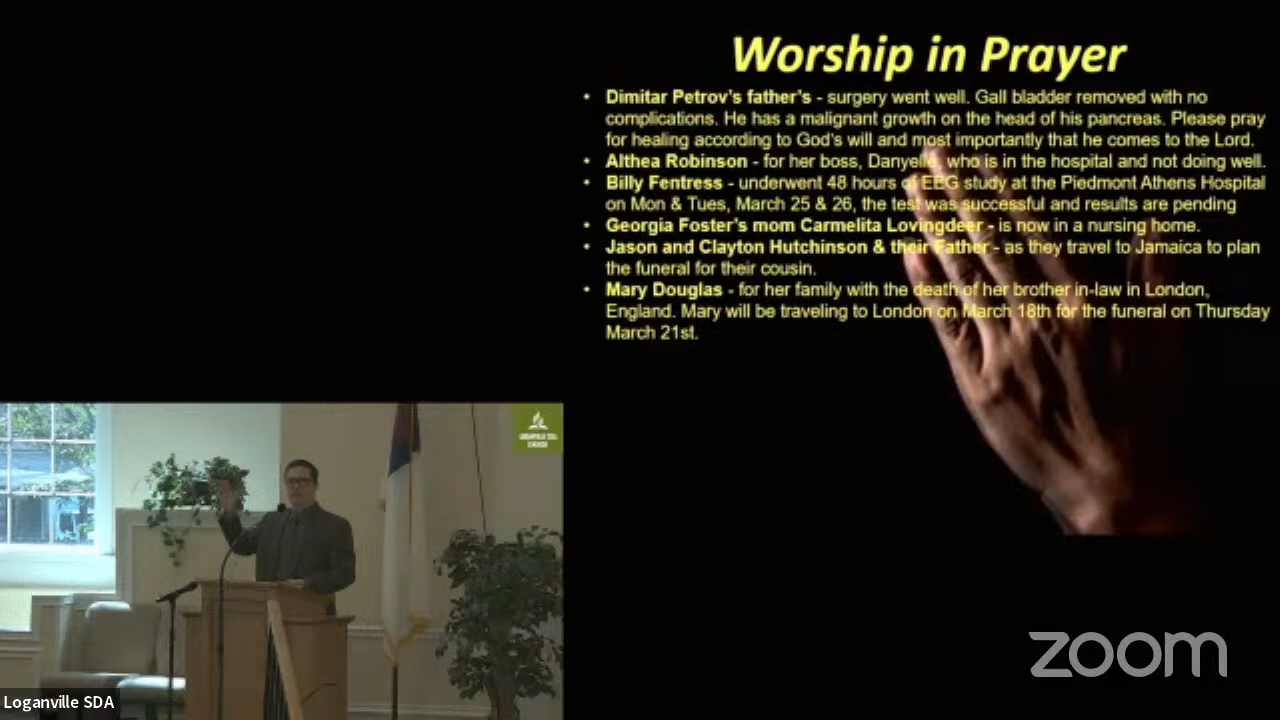 Worship in Prayer
• Dimitar Petrov's father's - surgery went well. Gall bladder removed with no
complications. He has a malignant growth on the head of his pancreas. Please pray
for healing according to God's will and most importantly that he comes to the Lord.
• Althea Robinson - for her boss, Danyelle, who is in the hospital and not doing well.
• Billy Fentress - underwent 48 hours of EEG study at the Piedmont Athens Hospital
on Mon & Tues, March 25 & 26, the test was successful and results are pending
• Georgia Foster's mom Carmelita Lovingdeer - is now in a nursing home.
• Jason and Clayton Hutchinson & their Father - as they travel to Jamaica to plan
the funeral for their cousin.
• Mary Douglas - for her family with the death of her brother in-law in London,
England. Mary will be traveling to London on March 18th for the funeral on Thursday
March 21st.
LOGANVILLE SDA
CHURCH
zoom
Loganville SDA